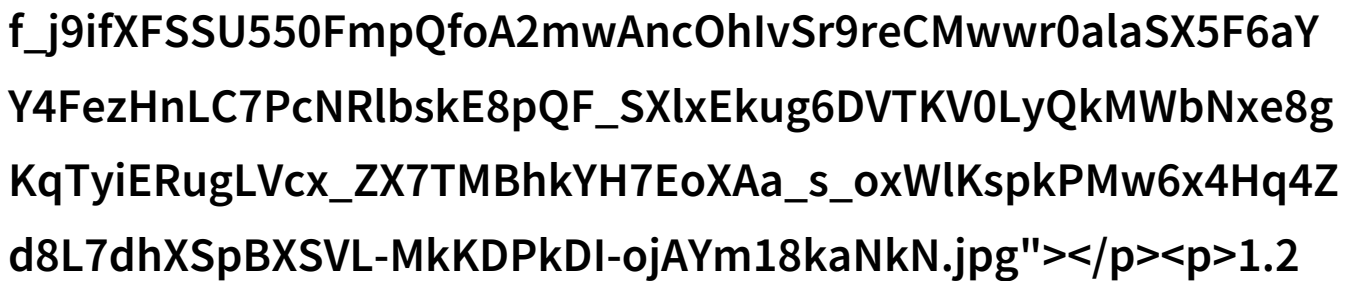 f_j9ifXFSSU550FmpQfoA2mwAncOhIvSr9reCMwwr0alaSX5F6aY
Y4FezHnLC7PcNRlbskE8pQF_SXlxEkug6DVTKV0LyQkMWbNxe8g
KqTyiERugLVcx_ZX7TMBhkYH7EoXAa_s_oxWlKspkPMw6x4Hq4Z
d8L7dhXSpBXSVL-MkKDPkDI-ojAYm18kaNkN.jpg"></p><p>1.2